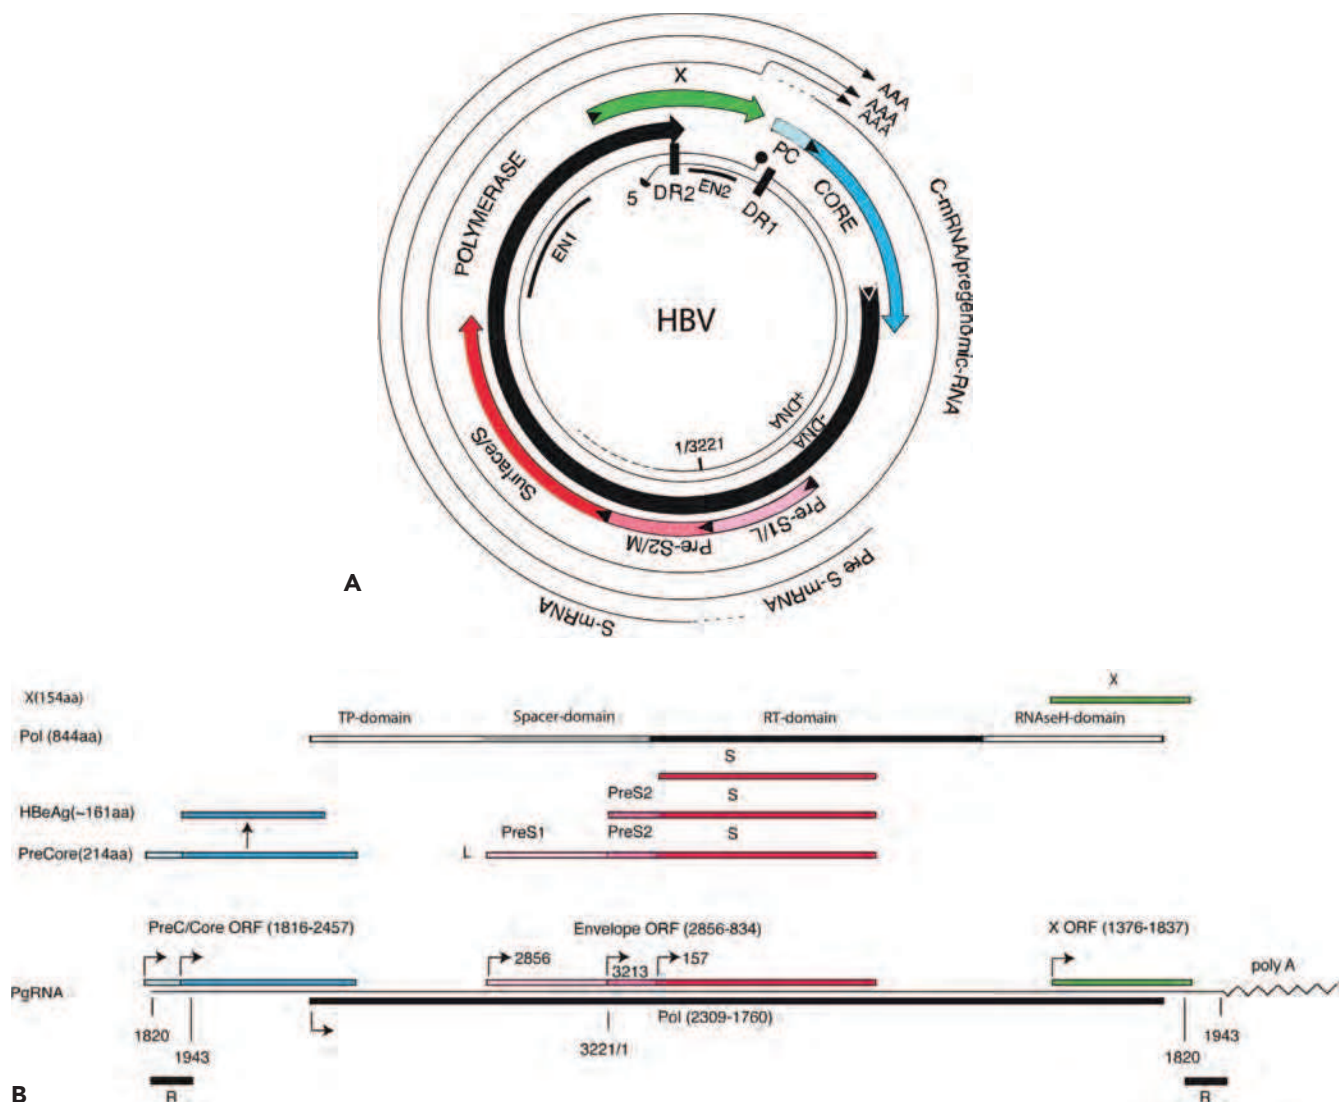 X
AAA
AAA
AAA
PC
POLYMERASE
5
DR2
EN2
DR1
CORE
EN1
C-mRNA/pregenomic-RNA
HBV
+DNA
-DNA
1/3221
Surface/S
Pre-S2/M
Pre-S1/L
Pre S-mRNA
S-mRNA
A
X(154aa)
X
TP-domain Spacer-domain RT-domain RNAseH-domain
Pol (844aa)
S
PreS2 S
HBeAg(~161aa)
PreS1 PreS2 S
PreCore(214aa) L
PreC/Core ORF (1816-2457) Envelope ORF (2856-834) X ORF (1376-1837)
2856 3213 157 poly A
PgRNA
Pol (2309-1760)
1820 1943 3221/1 1820 1943
B R R